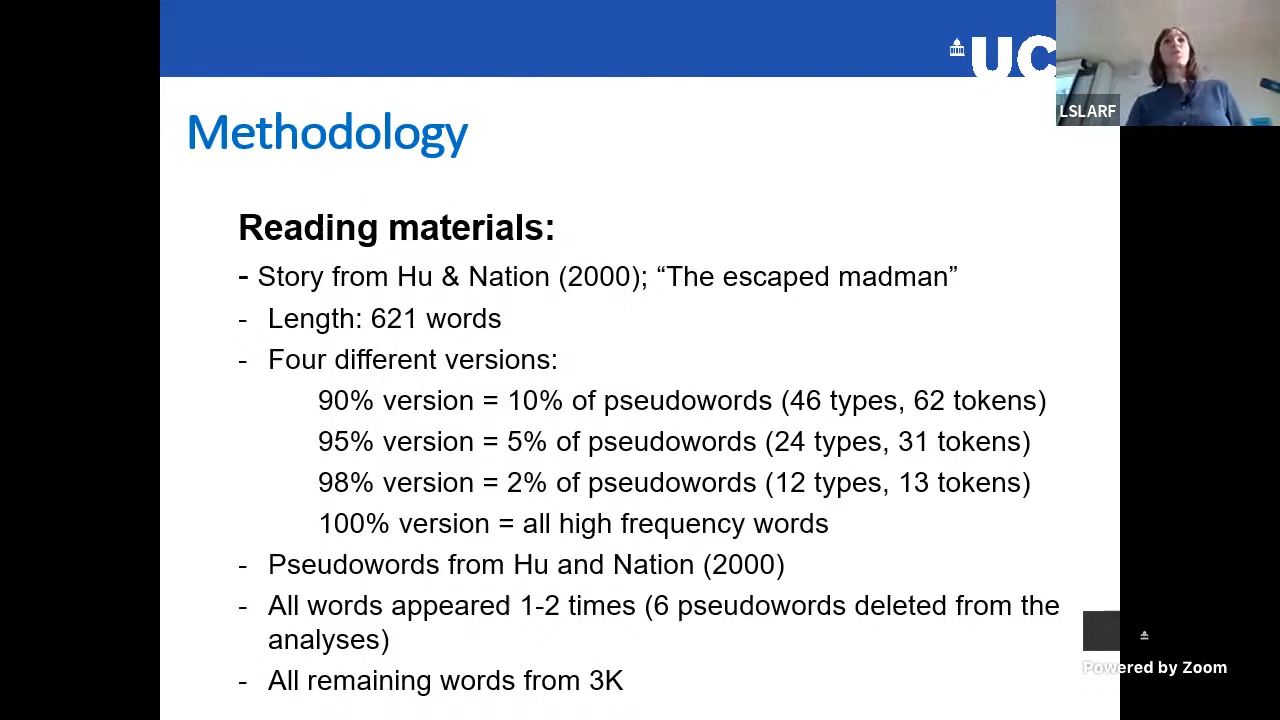 UC
LSLARF
Methodology
Reading materials:
- Story from Hu & Nation (2000); “The escaped madman”
- Length: 621 words
- Four different versions:
90% version = 10% of pseudowords (46 types, 62 tokens)
95% version = 5% of pseudowords (24 types, 31 tokens)
98% version = 2% of pseudowords (12 types, 13 tokens)
100% version = all high frequency words
- Pseudowords from Hu and Nation (2000)
- All words appeared 1-2 times (6 pseudowords deleted from the
analyses)
- All remaining words from 3K
Powered by Zoom